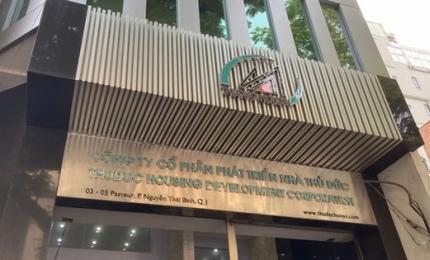 CÔNG TY CỔ PHẦN PHÁT TRIỂN NHÀ THỦ ĐỨC
THUDUC HOUSING DEVELOPMENT CORPORATION
03 - 05 Pasteur, P. Nguyễn Thái Bình, Q.1
www.thuduchouse.com